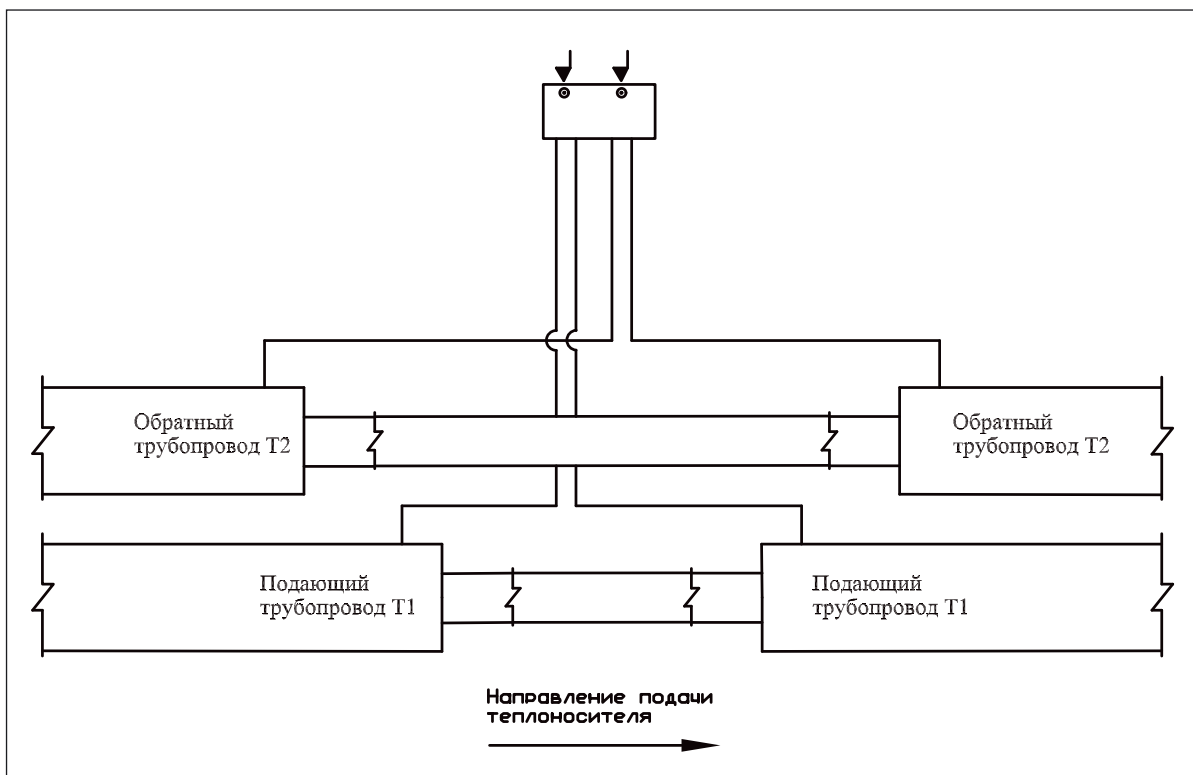 Обратный
трубопровод Т2
Обратный
трубопровод Т2
Подающий
трубопровод Т1
Подающий
трубопровод Т1
Направление подачи
теплоносителя